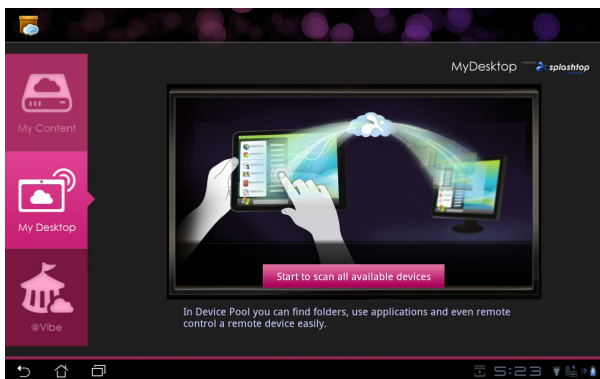 MyDesktop splashtop
My Content
My Desktop
@Vibe
Start to scan all available devices
In Device Pool you can find folders, use applications and even remote
control a remote device easily.
5:23